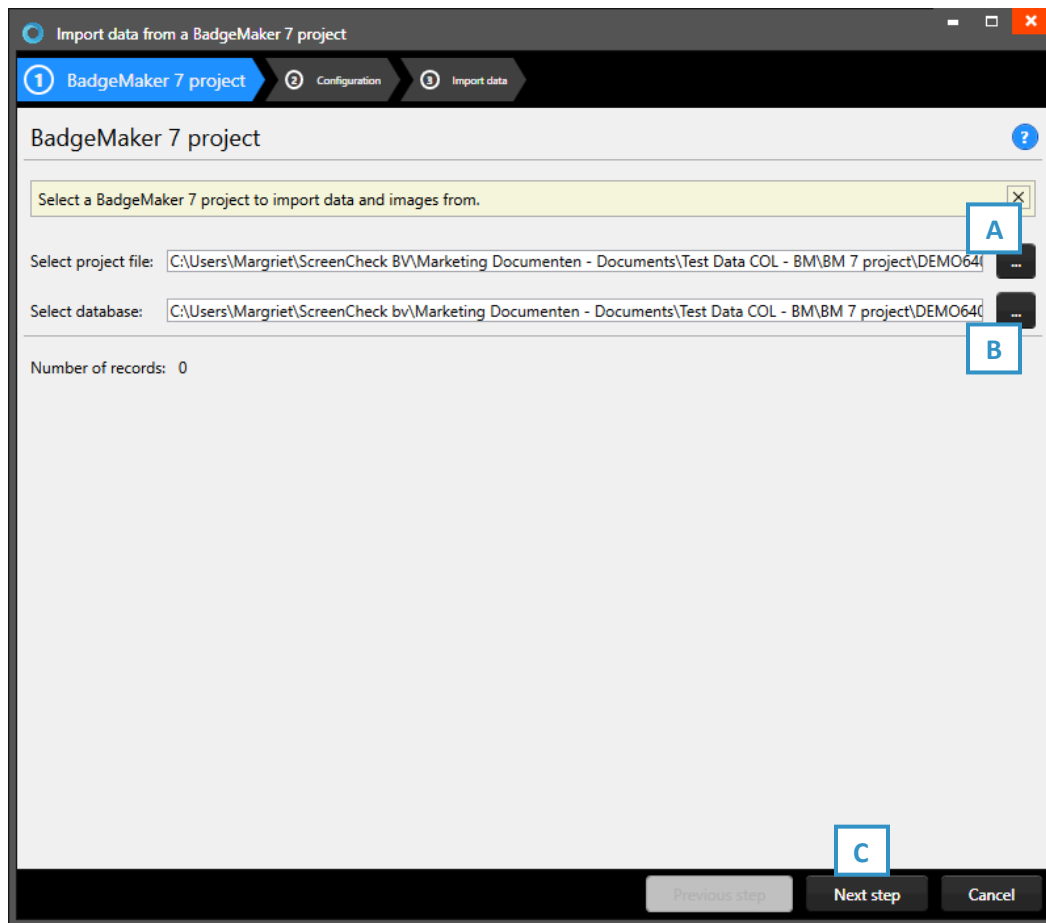 Import data from a BadgeMaker 7 project
1 BadgeMaker 7 project 2 Configuration 3 Import data
BadgeMaker 7 project ?
Select a BadgeMaker 7 project to import data and images from.
A
Select project file: C:\Users\Margriet\ScreenCheck BV\Marketing Documenten - Documents\Test Data COL - BM\BM 7 project\DEMO640 ...
Select database: C:\Users\Margriet\ScreenCheck bv\Marketing Documenten - Documents\Test Data COL - BM\BM 7 project\DEMO640 ...
B
Number of records: 0
C
Previous step Next step Cancel